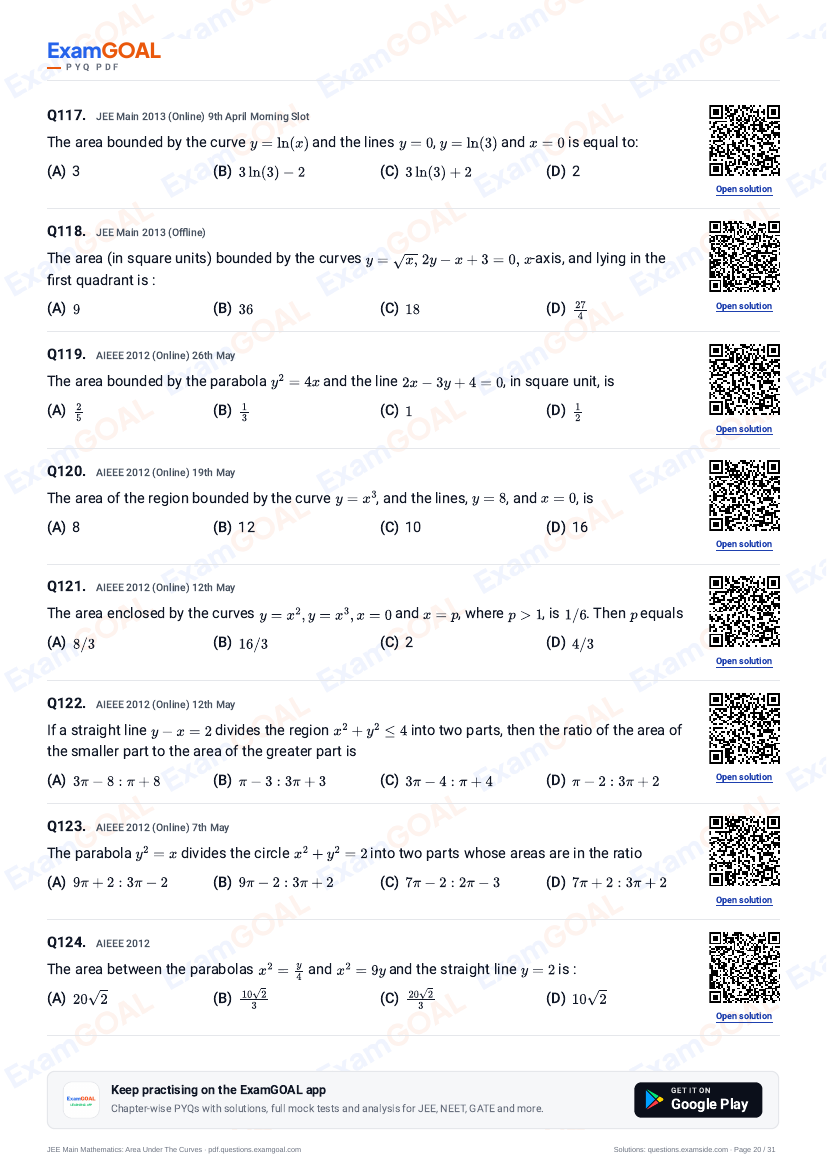 ExamGOAL
PYQ PDF
Q117. JEE Main 2013 (Online) 9th April Morning Slot
The area bounded by the curve y = ln(x) and the lines y = 0, y = ln(3) and x = 0 is equal to:
(A) 3 (B) 3 ln(3) − 2 (C) 3 ln(3) + 2 (D) 2
Open solution
Q118. JEE Main 2013 (Offline)
The area (in square units) bounded by the curves y = √x, 2y − x + 3 = 0, x-axis, and lying in the
first quadrant is :
(A) 9 (B) 36 (C) 18 (D) 27/4
Open solution
Q119. AIEEE 2012 (Online) 26th May
The area bounded by the parabola y² = 4x and the line 2x − 3y + 4 = 0, in square unit, is
(A) 2/5 (B) 1/3 (C) 1 (D) 1/2
Open solution
Q120. AIEEE 2012 (Online) 19th May
The area of the region bounded by the curve y = x³, and the lines, y = 8, and x = 0, is
(A) 8 (B) 12 (C) 10 (D) 16
Open solution
Q121. AIEEE 2012 (Online) 12th May
The area enclosed by the curves y = x², y = x³, x = 0 and x = p, where p > 1, is 1/6. Then p equals
(A) 8/3 (B) 16/3 (C) 2 (D) 4/3
Open solution
Q122. AIEEE 2012 (Online) 12th May
If a straight line y − x = 2 divides the region x² + y² ≤ 4 into two parts, then the ratio of the area of
the smaller part to the area of the greater part is
(A) 3π − 8 : π + 8 (B) π − 3 : 3π + 3 (C) 3π − 4 : π + 4 (D) π − 2 : 3π + 2
Open solution
Q123. AIEEE 2012 (Online) 7th May
The parabola y² = x divides the circle x² + y² = 2 into two parts whose areas are in the ratio
(A) 9π + 2 : 3π − 2 (B) 9π − 2 : 3π + 2 (C) 7π − 2 : 2π − 3 (D) 7π + 2 : 3π + 2
Open solution
Q124. AIEEE 2012
The area between the parabolas x² = y/4 and x² = 9y and the straight line y = 2 is :
(A) 20√2 (B) 10√2/3 (C) 20√2/3 (D) 10√2
Open solution
Keep practising on the ExamGOAL app
Chapter-wise PYQs with solutions, full mock tests and analysis for JEE, NEET, GATE and more.
GET IT ON
Google Play
JEE Main Mathematics: Area Under The Curves · pdf.questions.examgoal.com
Solutions: questions.examside.com · Page 20 / 31